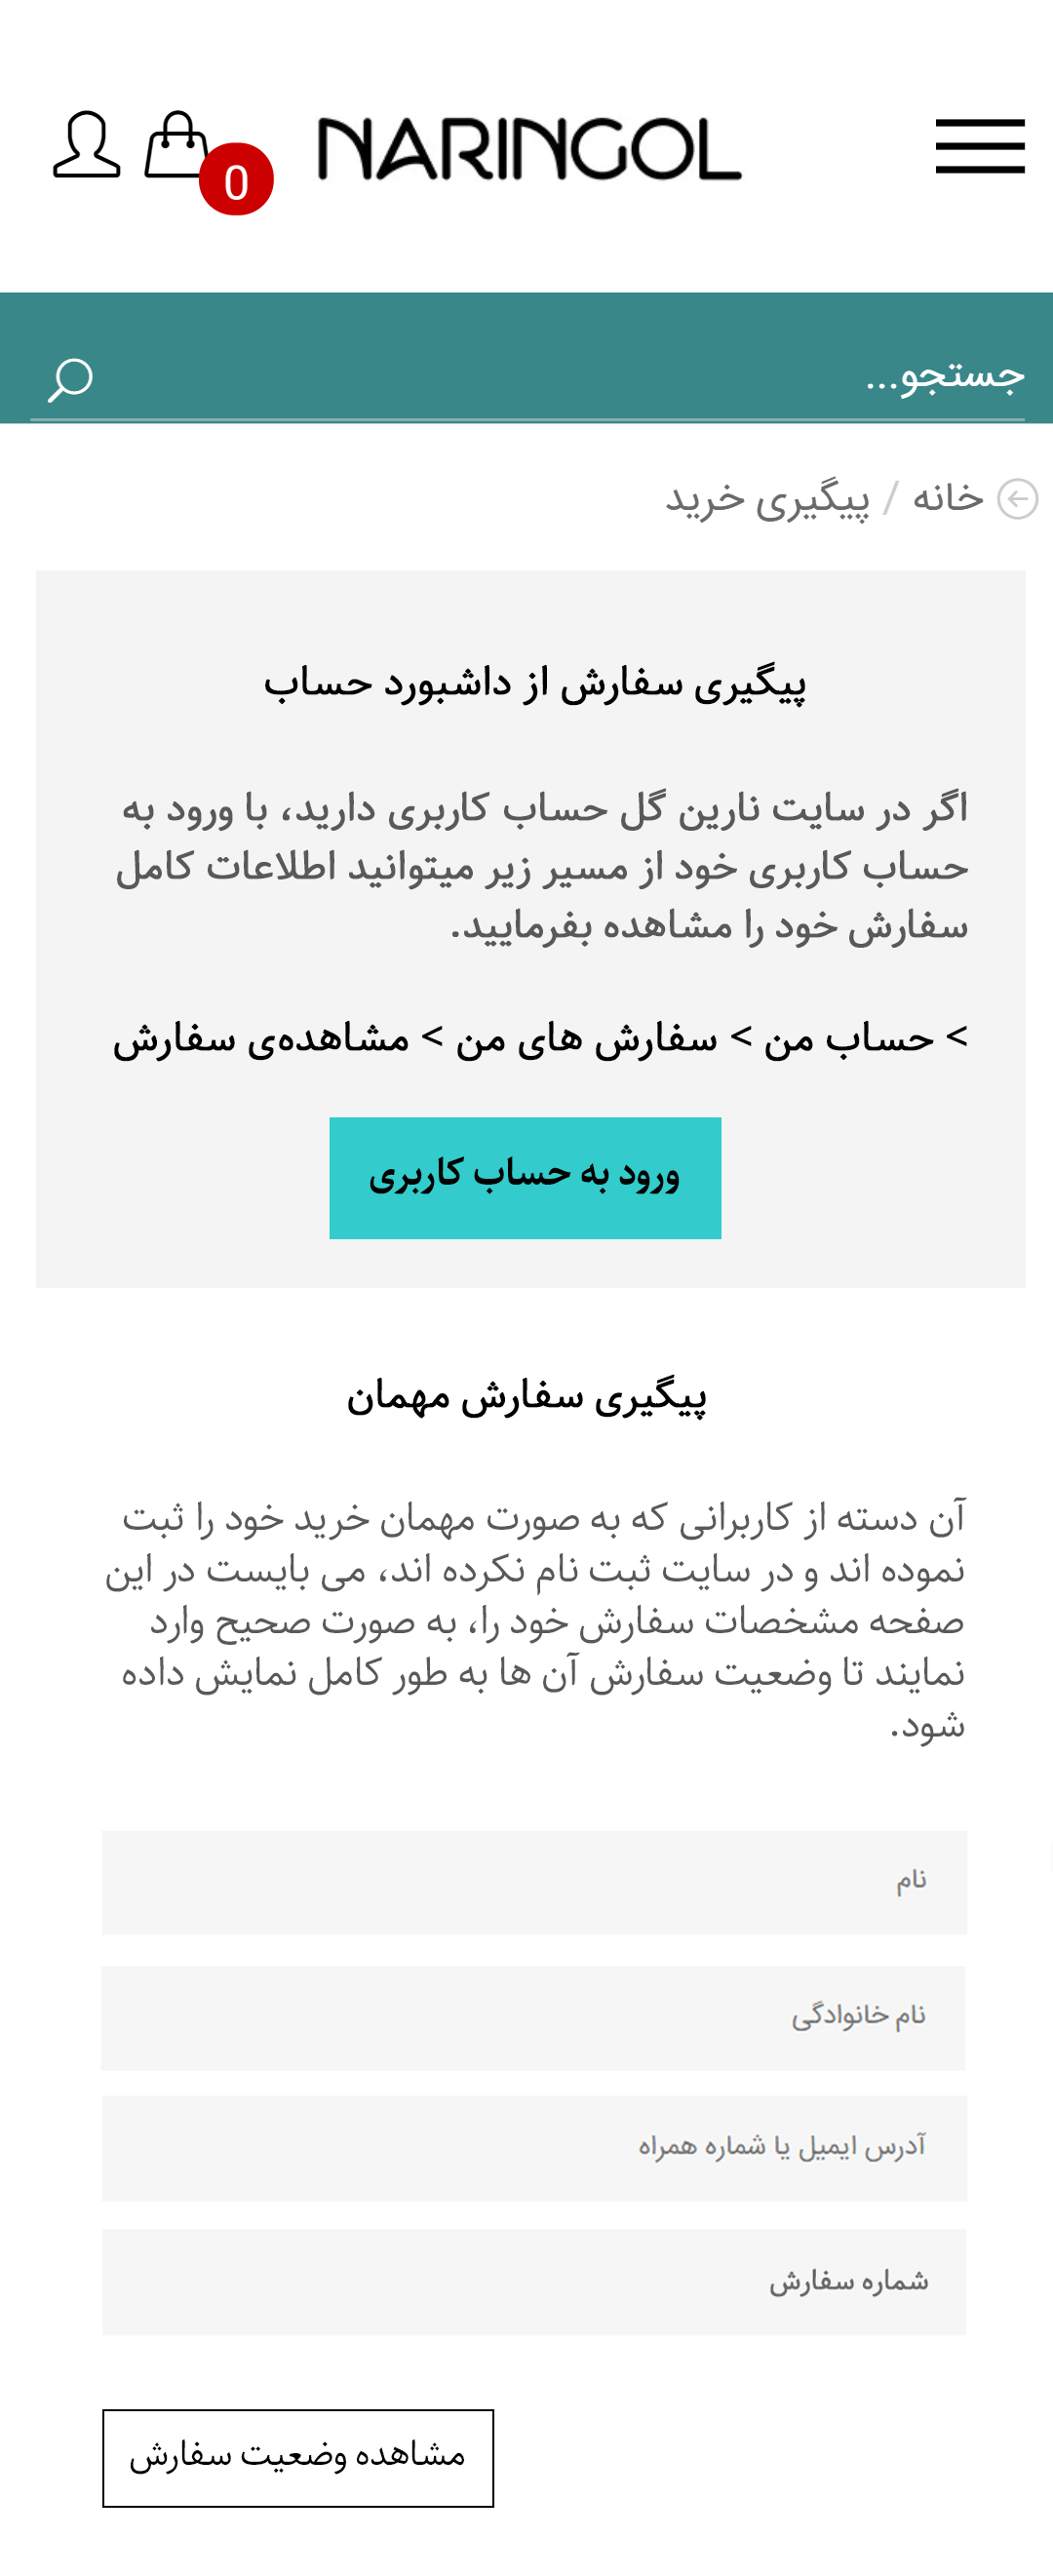 NARINGOL
0
جستجو...
خانه / پیگیری خرید
پیگیری سفارش از داشبورد حساب
اگر در سایت نارین گل حساب کاربری دارید، با ورود به
حساب کاربری خود از مسیر زیر میتوانید اطلاعات کامل
سفارش خود را مشاهده بفرمایید.
> حساب من > سفارش های من > مشاهده‌ی سفارش
ورود به حساب کاربری
پیگیری سفارش مهمان
آن دسته از کاربرانی که به صورت مهمان خرید خود را ثبت
نموده اند و در سایت ثبت نام نکرده اند، می بایست در این
صفحه مشخصات سفارش خود را، به صورت صحیح وارد
نمایند تا وضعیت سفارش آن ها به طور کامل نمایش داده
شود.
نام
نام خانوادگی
آدرس ایمیل یا شماره همراه
شماره سفارش
مشاهده وضعیت سفارش